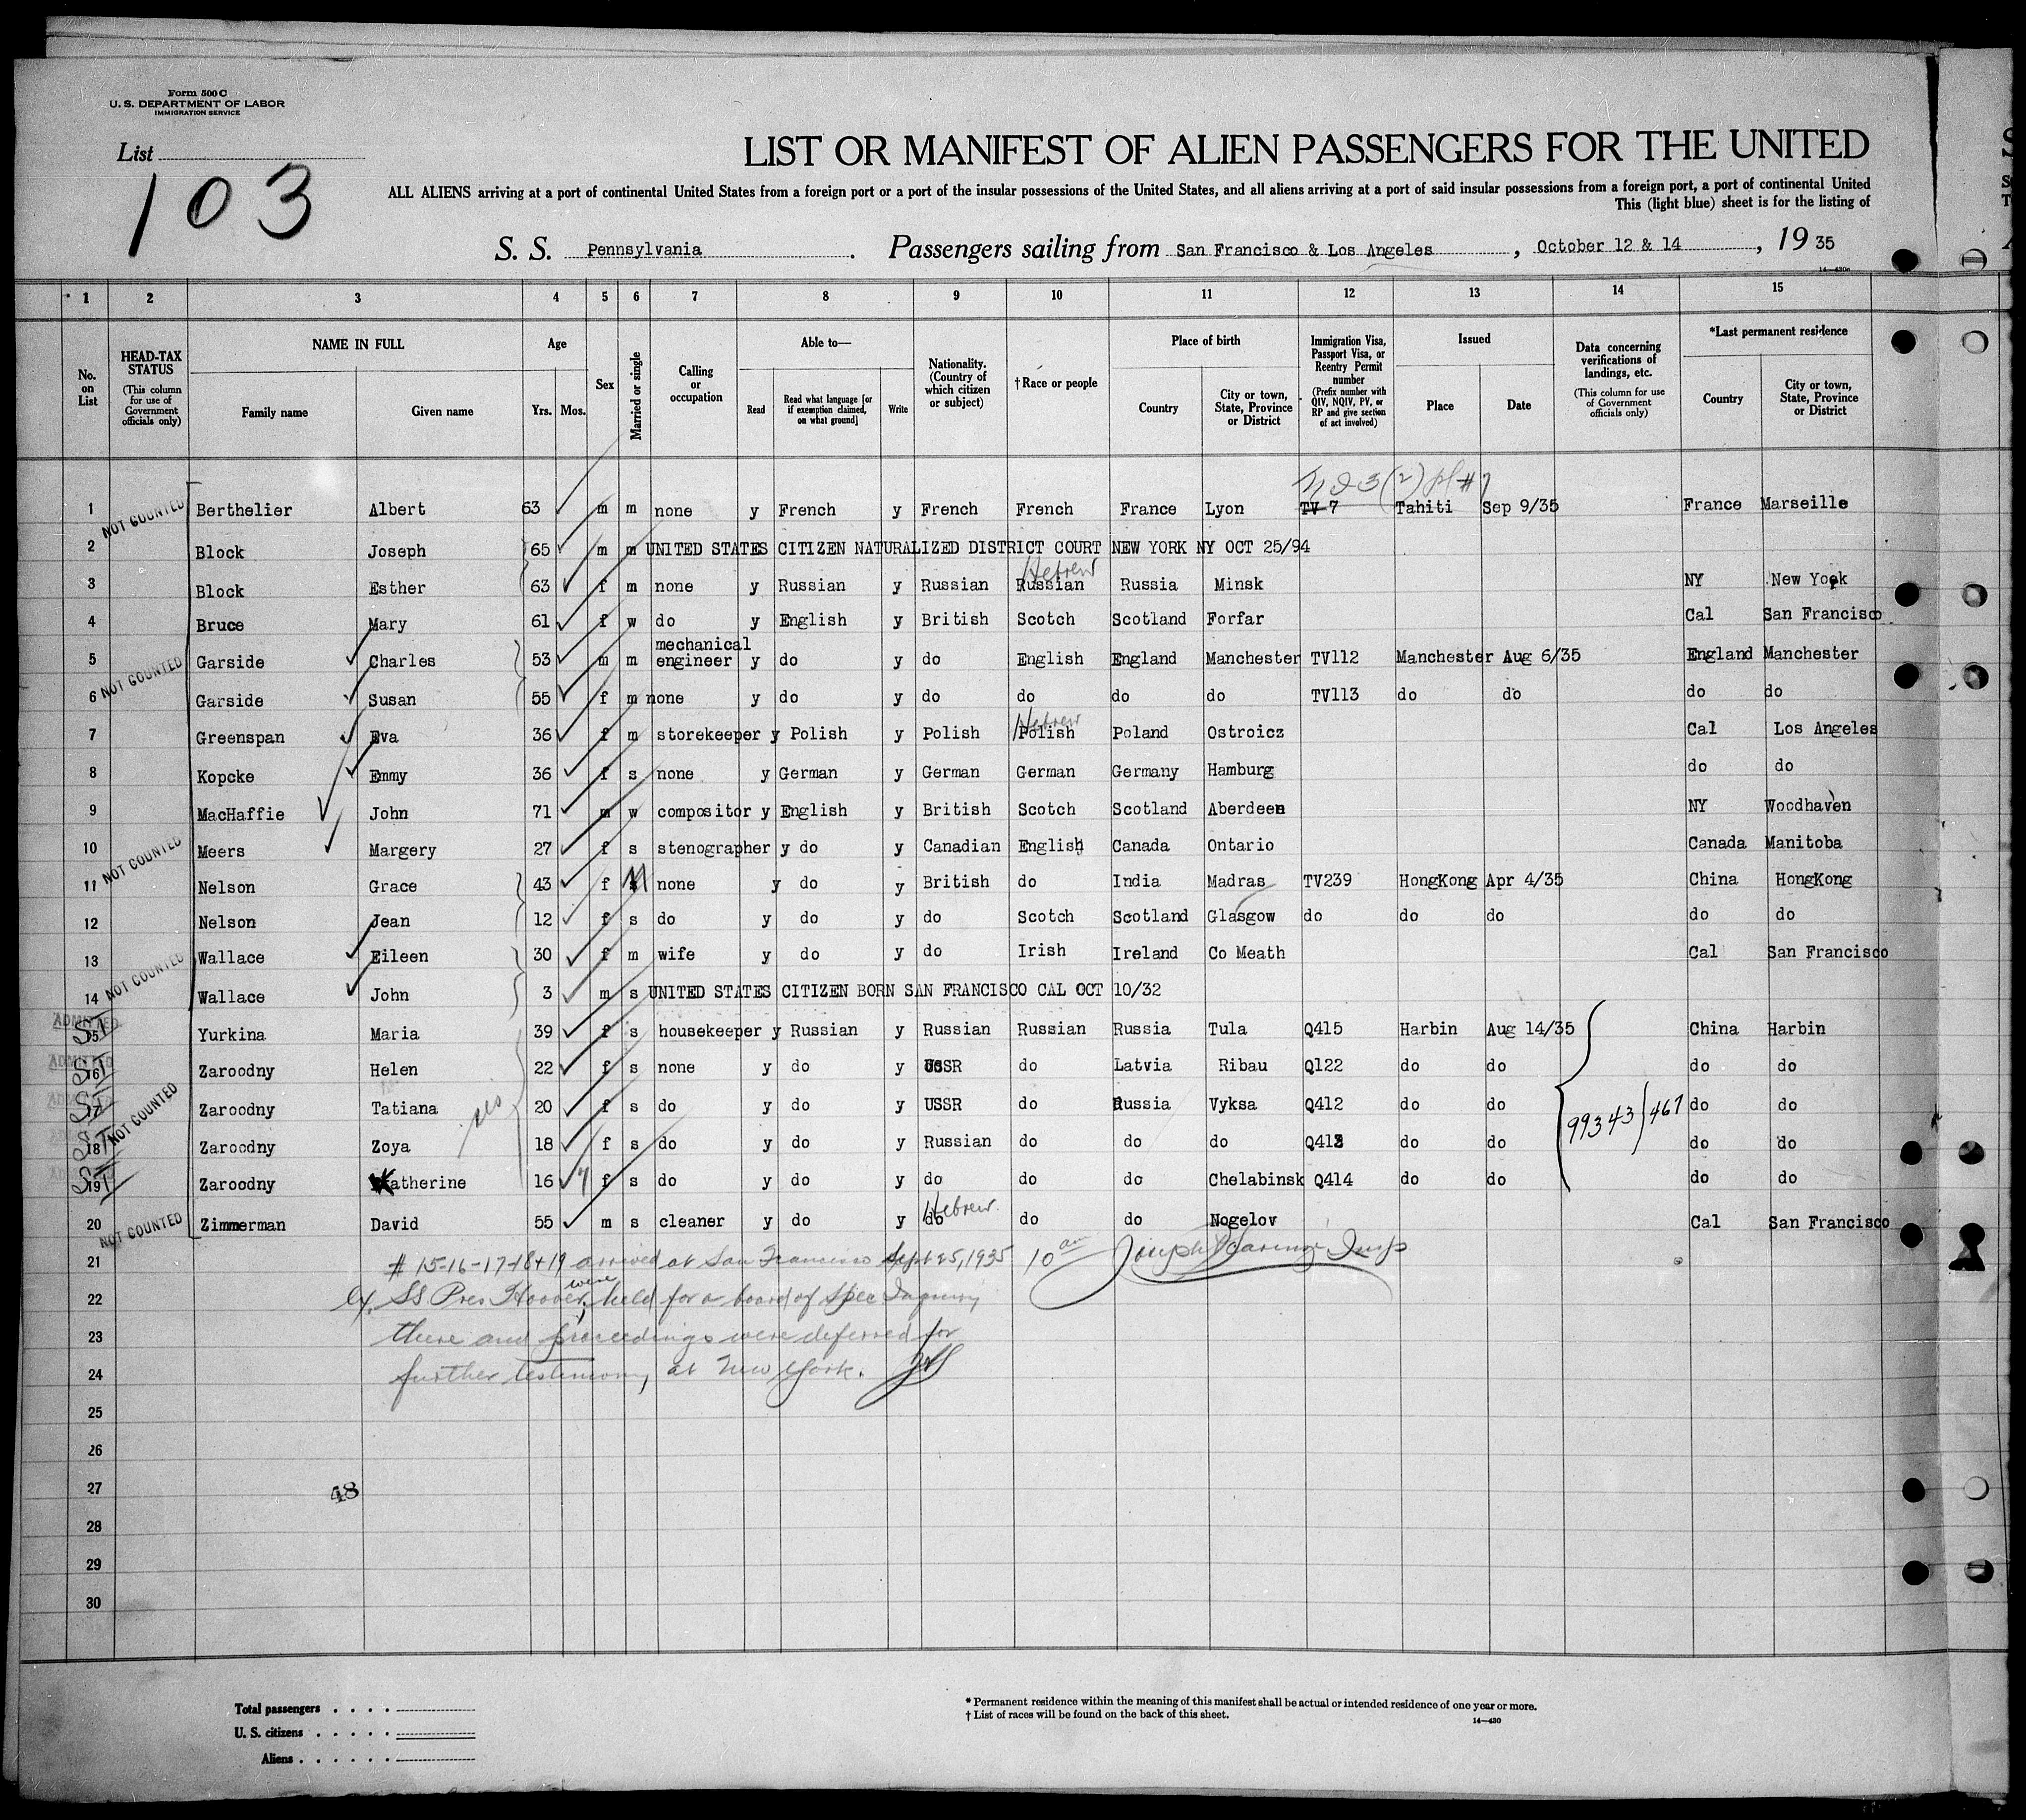 Form 500 C
U. S. DEPARTMENT OF LABOR
IMMIGRATION SERVICE
List
103
LIST OR MANIFEST OF ALIEN PASSENGERS FOR THE UNITED
ALL ALIENS arriving at a port of continental United States from a foreign port or a port of the insular possessions of the United States, and all aliens arriving at a port of said insular possessions from a foreign port, a port of continental United
This (light blue) sheet is for the listing of
S. S. Pennsylvania. Passengers sailing from San Francisco & Los Angeles, October 12 & 14, 19 35
1 2 3 4 5 6 7 8 9 10 11 12 13 14 15
No. on List
HEAD-TAX STATUS (This column for use of Government officials only)
NAME IN FULL Family name Given name
Age Yrs. Mos.
Sex
Married or single
Calling or occupation
Able to— Read Read what language [or if exemption claimed, on what ground] Write
Nationality. (Country of which citizen or subject)
†Race or people
Place of birth Country City or town, State, Province or District
Immigration Visa, Passport Visa, or Reentry Permit number (Prefix number with QIV, NQIV, PV, or RP and give section of act involved)
Issued Place Date
Data concerning verifications of landings, etc. (This column for use of Government officials only)
*Last permanent residence Country City or town, State, Province or District
3(2) #7
1 NOT COUNTED Berthelier Albert 63 m m none y French y French French France Lyon TV 7 Tahiti Sep 9/35 France Marseille
2 Block Joseph 65 m m UNITED STATES CITIZEN NATURALIZED DISTRICT COURT NEW YORK NY OCT 25/94
Hebrew
3 Block Esther 63 f m none y Russian y Russian Russian Russia Minsk NY New York
4 Bruce Mary 61 f w do y English y British Scotch Scotland Forfar Cal San Francisco
5 Garside Charles 53 m m mechanical engineer y do y do English England Manchester TV112 Manchester Aug 6/35 England Manchester
6 NOT COUNTED Garside Susan 55 f m none y do y do do do do TV113 do do do do
Hebrew
7 Greenspan Eva 36 f m storekeeper y Polish y Polish Polish Poland Ostroicz Cal Los Angeles
8 Kopcke Emmy 36 f s none y German y German German Germany Hamburg do do
9 MacHaffie John 71 m w compositor y English y British Scotch Scotland Aberdeen NY Woodhaven
10 NOT COUNTED Meers Margery 27 f s stenographer y do y Canadian English Canada Ontario Canada Manitoba
11 Nelson Grace 43 f M none y do y British do India Madras TV239 HongKong Apr 4/35 China HongKong
12 Nelson Jean 12 f s do y do y do Scotch Scotland Glasgow do do do do do
13 Wallace Eileen 30 f m wife y do y do Irish Ireland Co Meath Cal San Francisco
14 NOT COUNTED Wallace John 3 m s UNITED STATES CITIZEN BORN SAN FRANCISCO CAL OCT 10/32
ADMITTED SI 15 Yurkina Maria 39 f s housekeeper y Russian y Russian Russian Russia Tula Q415 Harbin Aug 14/35 China Harbin
ADMITTED SI 16 Zaroodny Helen 22 f s none y do y USSR do Latvia Ribau Q122 do do do do
SI 17 NOT COUNTED Zaroodny Tatiana 20 f s do y do y USSR do Russia Vyksa Q412 do do 99343/467 do do
SI 18 Zaroodny Zoya 18 f s do y do y Russian do do do Q413 do do do do
SI 19 Zaroodny Katherine 16 f s do y do y do do do Chelabinsk Q414 do do do do
Hebrew
20 NOT COUNTED Zimmerman David 55 m s cleaner y do y do do do Nogelov Cal San Francisco
21 # 15-16-17-18+19 arrived at San Francisco Sept 25, 1935 10 am Joseph Insp
22 ex. SS Pres. Hoover; were held for a board of Spec Inquiry
23 there and proceedings were deferred for
24 further testimony at New York.
25
26
27 48
28
29
30
Total passengers
U. S. citizens
Aliens
* Permanent residence within the meaning of this manifest shall be actual or intended residence of one year or more.
† List of races will be found on the back of this sheet.
14—430